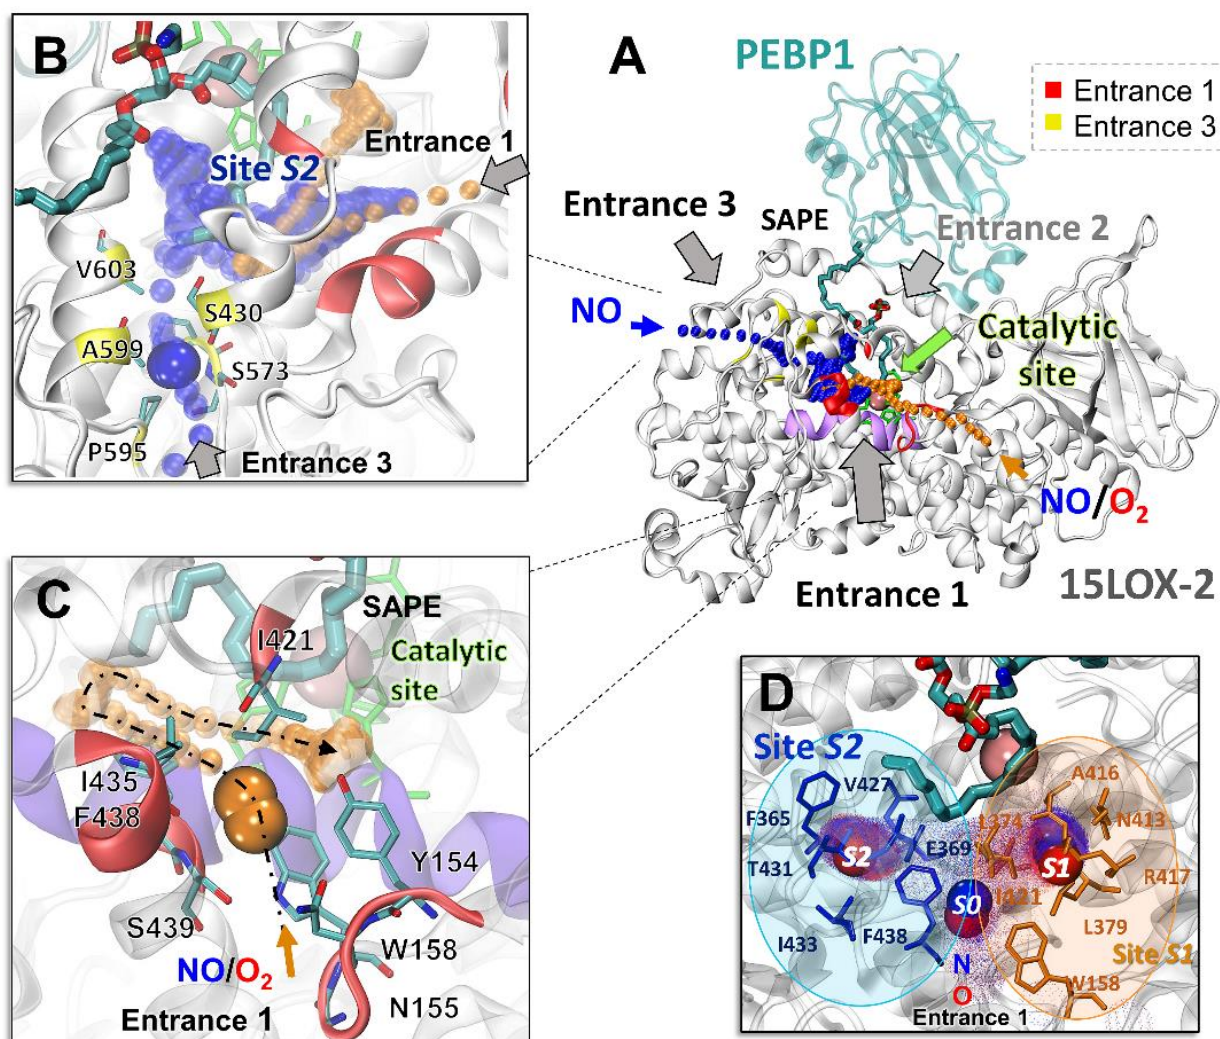 A
PEBP1
Entrance 1
Entrance 3
Entrance 3
SAPE
Entrance 2
NO
Catalytic
site
NO/O2
Entrance 1
15LOX-2
B
Entrance 1
Site S2
V603
S430
A599
S573
P595
Entrance 3
C
SAPE
I421
Catalytic
site
I435
F438
Y154
S439
W158
NO/O2
N155
Entrance 1
D
Site S2
V427
A416
F365
I374
N413
S2
E369
S1
T431
R417
I421
S0
L379
I433
F438
Site S1
N
W158
O
Entrance 1